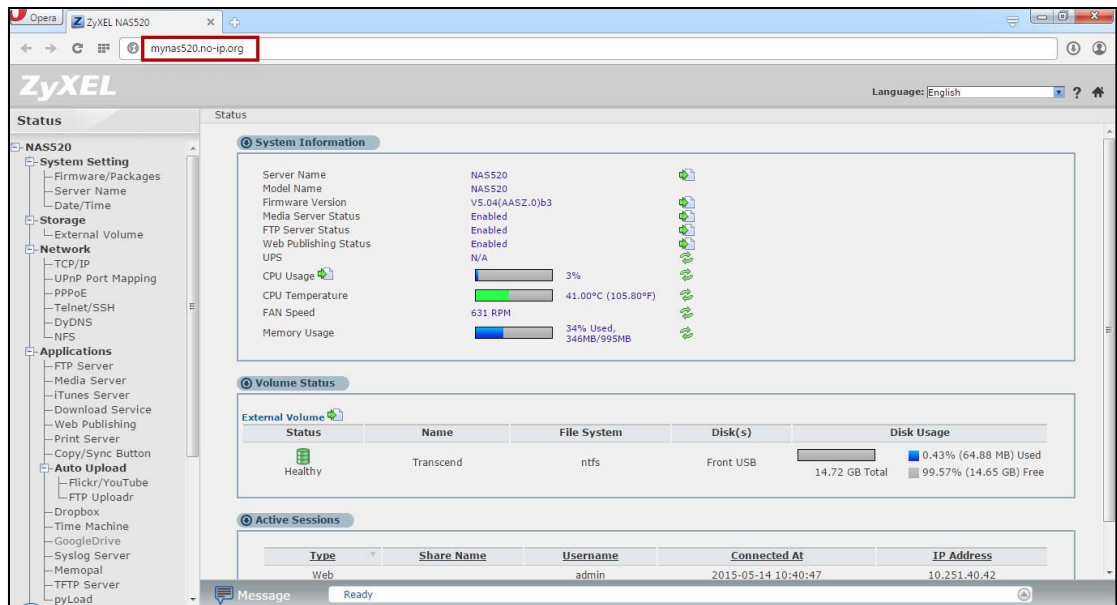 Opera
ZyXEL NAS520
mynas520.no-ip.org
ZyXEL
Language: English
?
Status
Status
NAS520
System Setting
Firmware/Packages
Server Name
Date/Time
Storage
External Volume
Network
TCP/IP
UPnP Port Mapping
PPPoE
Telnet/SSH
DyDNS
NFS
Applications
FTP Server
Media Server
iTunes Server
Download Service
Web Publishing
Print Server
Copy/Sync Button
Auto Upload
Flickr/YouTube
FTP Uploadr
Dropbox
Time Machine
GoogleDrive
Syslog Server
Memopal
TFTP Server
pyLoad
System Information
Server Name NAS520
Model Name NAS520
Firmware Version V5.04(AASZ.0)b3
Media Server Status Enabled
FTP Server Status Enabled
Web Publishing Status Enabled
UPS N/A
CPU Usage 3%
CPU Temperature 41.00°C (105.80°F)
FAN Speed 631 RPM
Memory Usage 34% Used,
346MB/995MB
Volume Status
External Volume
Status Name File System Disk(s) Disk Usage
Healthy Transcend ntfs Front USB 14.72 GB Total 0.43% (64.88 MB) Used
99.57% (14.65 GB) Free
Active Sessions
Type Share Name Username Connected At IP Address
Web admin 2015-05-14 10:40:47 10.251.40.42
Message Ready